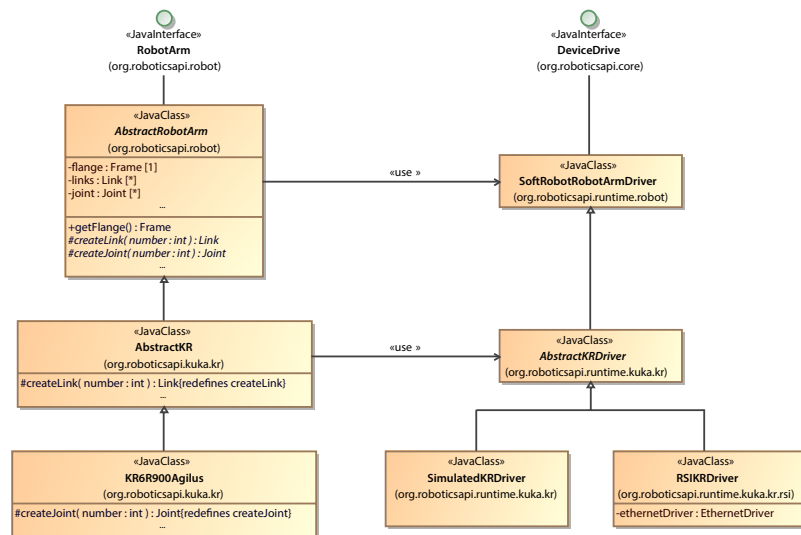 «JavaInterface»
RobotArm
(org.roboticsapi.robot)
«JavaInterface»
DeviceDrive
(org.roboticsapi.core)
«JavaClass»
AbstractRobotArm
(org.roboticsapi.robot)
-flange : Frame [1]
-links : Link [*]
-joint : Joint [*]
...
+getFlange() : Frame
#createLink( number : int ) : Link
#createJoint( number : int ) : Joint
...
«use »
«JavaClass»
SoftRobotRobotArmDriver
(org.roboticsapi.runtime.robot)
«JavaClass»
AbstractKR
(org.roboticsapi.kuka.kr)
#createLink( number : int ) : Link{redefines createLink}
...
«use »
«JavaClass»
AbstractKRDriver
(org.roboticsapi.runtime.kuka.kr)
«JavaClass»
KR6R900Agilus
(org.roboticsapi.kuka.kr)
#createJoint( number : int ) : Joint{redefines createJoint}
...
«JavaClass»
SimulatedKRDriver
(org.roboticsapi.runtime.kuka.kr)
«JavaClass»
RSIKRDriver
(org.roboticsapi.runtime.kuka.kr.rsi)
-ethernetDriver : EthernetDriver